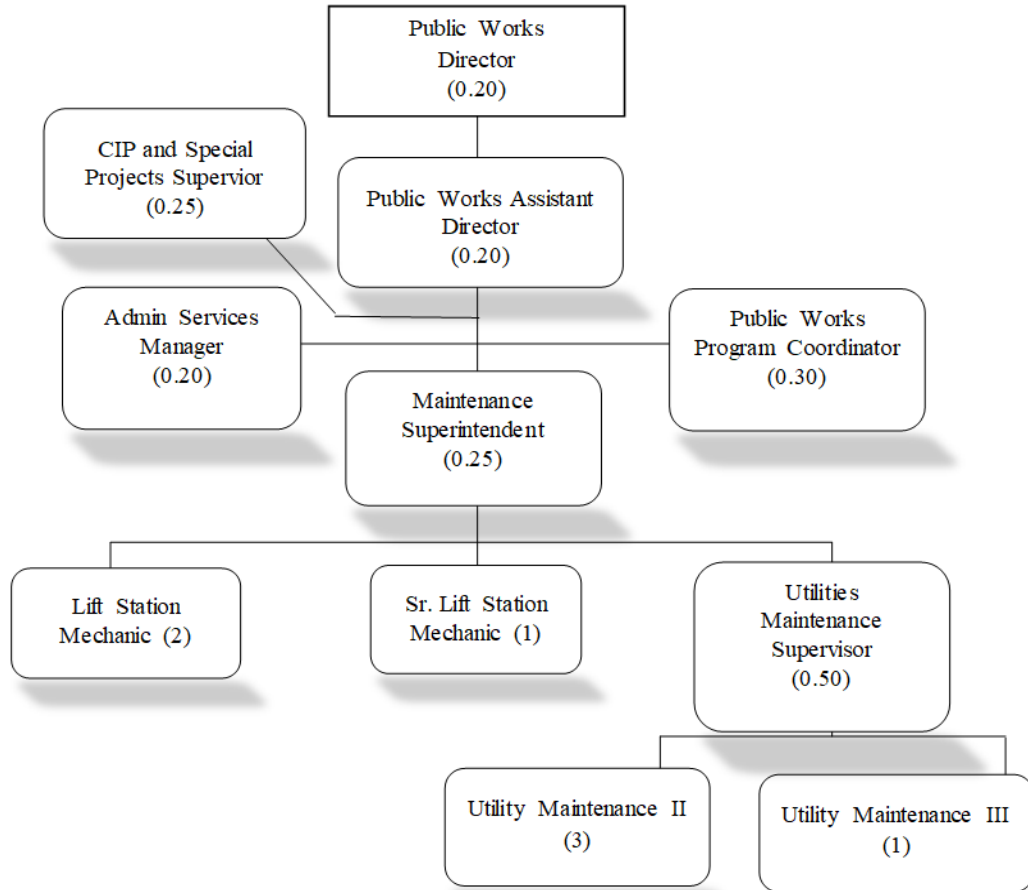 Public Works
Director
(0.20)
CIP and Special
Projects Supervior
(0.25)
Public Works Assistant
Director
(0.20)
Admin Services
Manager
(0.20)
Public Works
Program Coordinator
(0.30)
Maintenance
Superintendent
(0.25)
Lift Station
Mechanic (2)
Sr. Lift Station
Mechanic (1)
Utilities
Maintenance
Supervisor
(0.50)
Utility Maintenance II
(3)
Utility Maintenance III
(1)